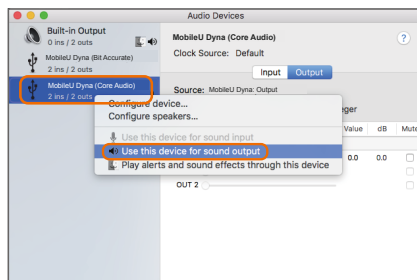 Audio Devices
Built-in Output
0 ins / 2 outs
MobileU Dyna (Bit Accurate)
2 ins / 2 outs
MobileU Dyna (Core Audio)
2 ins / 2 outs
MobileU Dyna (Core Audio)
?
Clock Source: Default
Input Output
Source: MobileU Dyna: Output
Configure device...
Configure speakers...
Use this device for sound input
Use this device for sound output
Play alerts and sound effects through this device
Value dB Mute
0.0 0.0
OUT 2